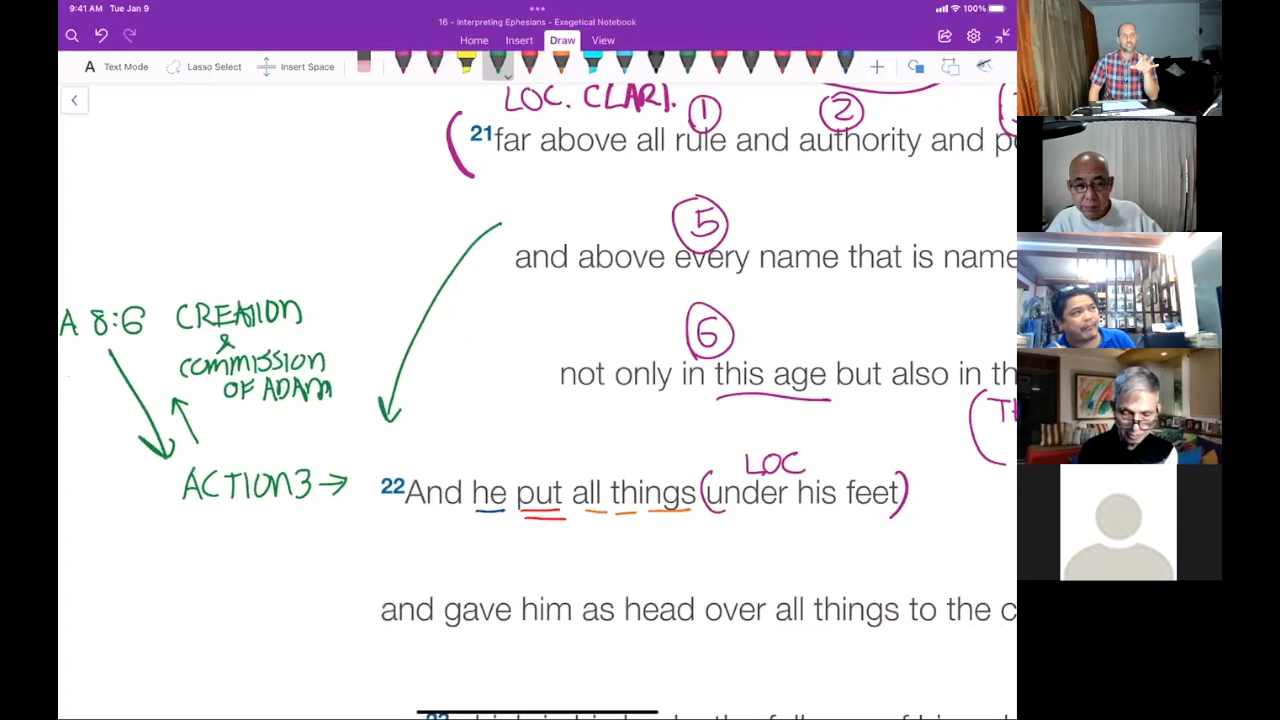 9:41 AM Tue Jan 9
100%
16 - Interpreting Ephesians - Exegetical Notebook
Home Insert Draw View
A Text Mode Lasso Select Insert Space
LOC. CLARI. 1 2
21 far above all rule and authority and p
5
and above every name that is name
6
not only in this age but also in th
A 8:6 CREATION
& COMMISSION
OF ADAM
LOC
ACTION3 → 22 And he put all things (under his feet)
and gave him as head over all things to the c